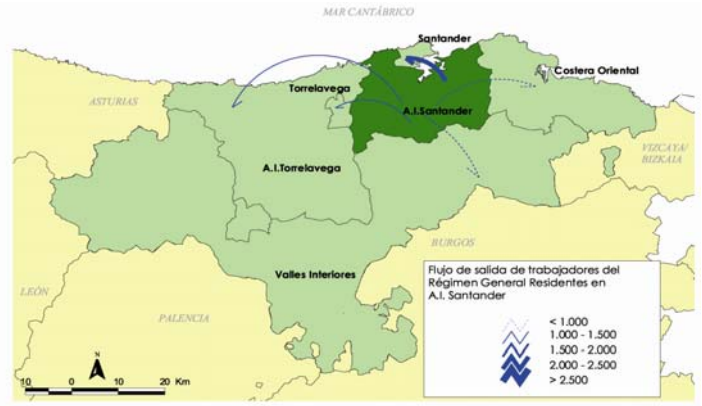 MAR CANTÁBRICO
Santander
Costera Oriental
Torrelavega
ASTURIAS
A.I.Santander
VIZCAYA/
BIZKAIA
A.I.Torrelavega
BURGOS
Valles Interiores
LEÓN
PALENCIA
Flujo de salida de trabajadores del
Régimen General Residentes en
A.I. Santander
< 1.000
1.000 - 1.500
1.500 - 2.000
2.000 - 2.500
> 2.500
N
10 0 10 20 Km